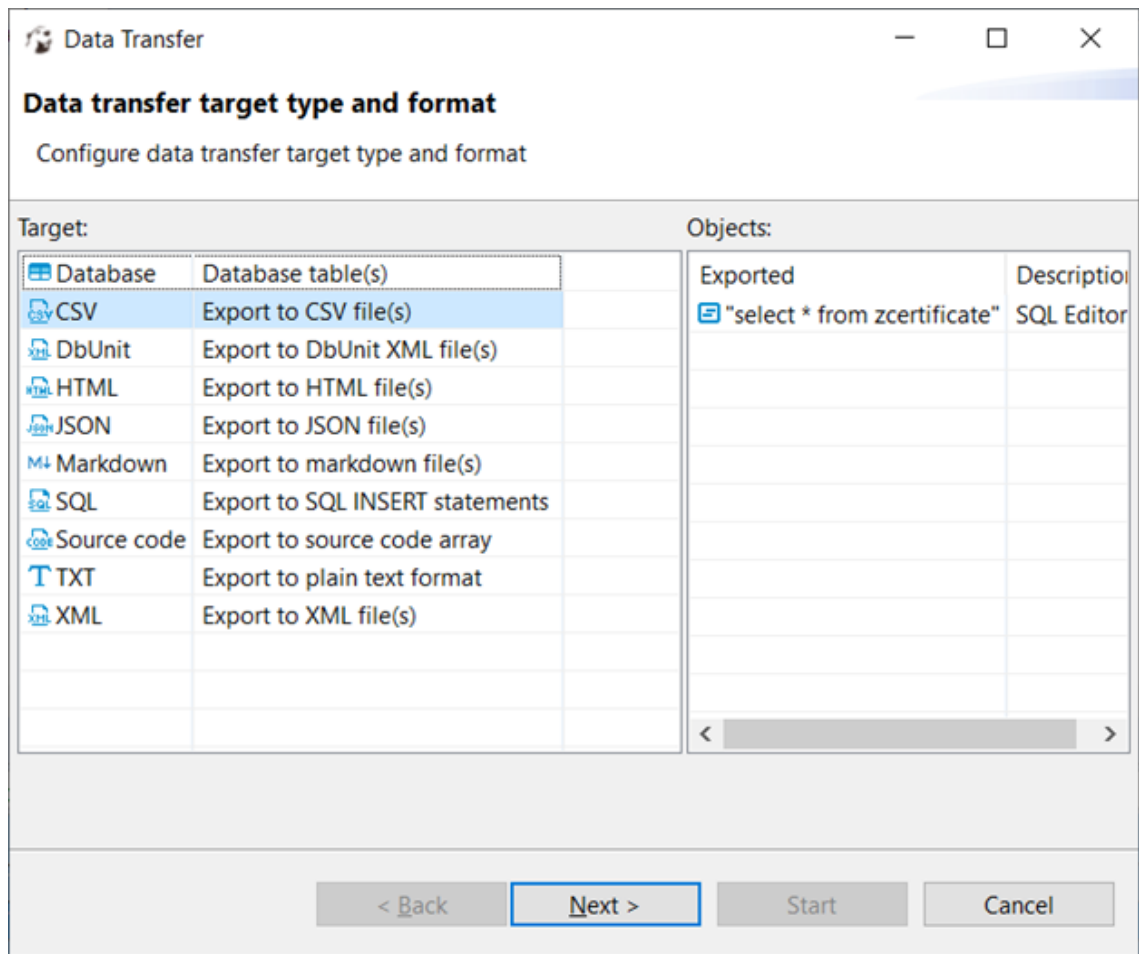 Data Transfer
Data transfer target type and format
Configure data transfer target type and format
Target:
Database Database table(s)
CSV Export to CSV file(s)
DbUnit Export to DbUnit XML file(s)
HTML Export to HTML file(s)
JSON Export to JSON file(s)
M↓ Markdown Export to markdown file(s)
SQL Export to SQL INSERT statements
Source code Export to source code array
T TXT Export to plain text format
XML Export to XML file(s)
Objects:
Exported Description
"select * from zcertificate" SQL Editor
< Back Next > Start Cancel